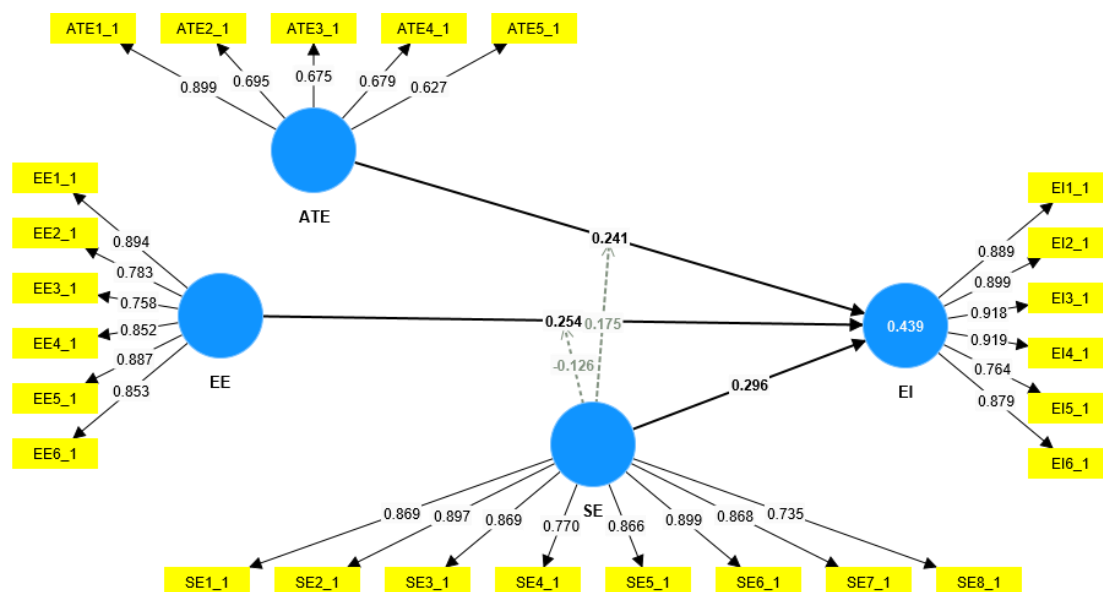 ATE1_1 ATE2_1 ATE3_1 ATE4_1 ATE5_1
0.899 0.695 0.675 0.679 0.627
ATE
EE1_1
EE2_1
EE3_1
EE4_1
EE5_1
EE6_1
0.894
0.783
0.758
0.852
0.887
0.853
EE
0.241
0.254
0.175
-0.126
0.296
SE
0.439
EI
0.889
0.899
0.918
0.919
0.764
0.879
EI1_1
EI2_1
EI3_1
EI4_1
EI5_1
EI6_1
0.869 0.897 0.869 0.770 0.866 0.899 0.868 0.735
SE1_1 SE2_1 SE3_1 SE4_1 SE5_1 SE6_1 SE7_1 SE8_1